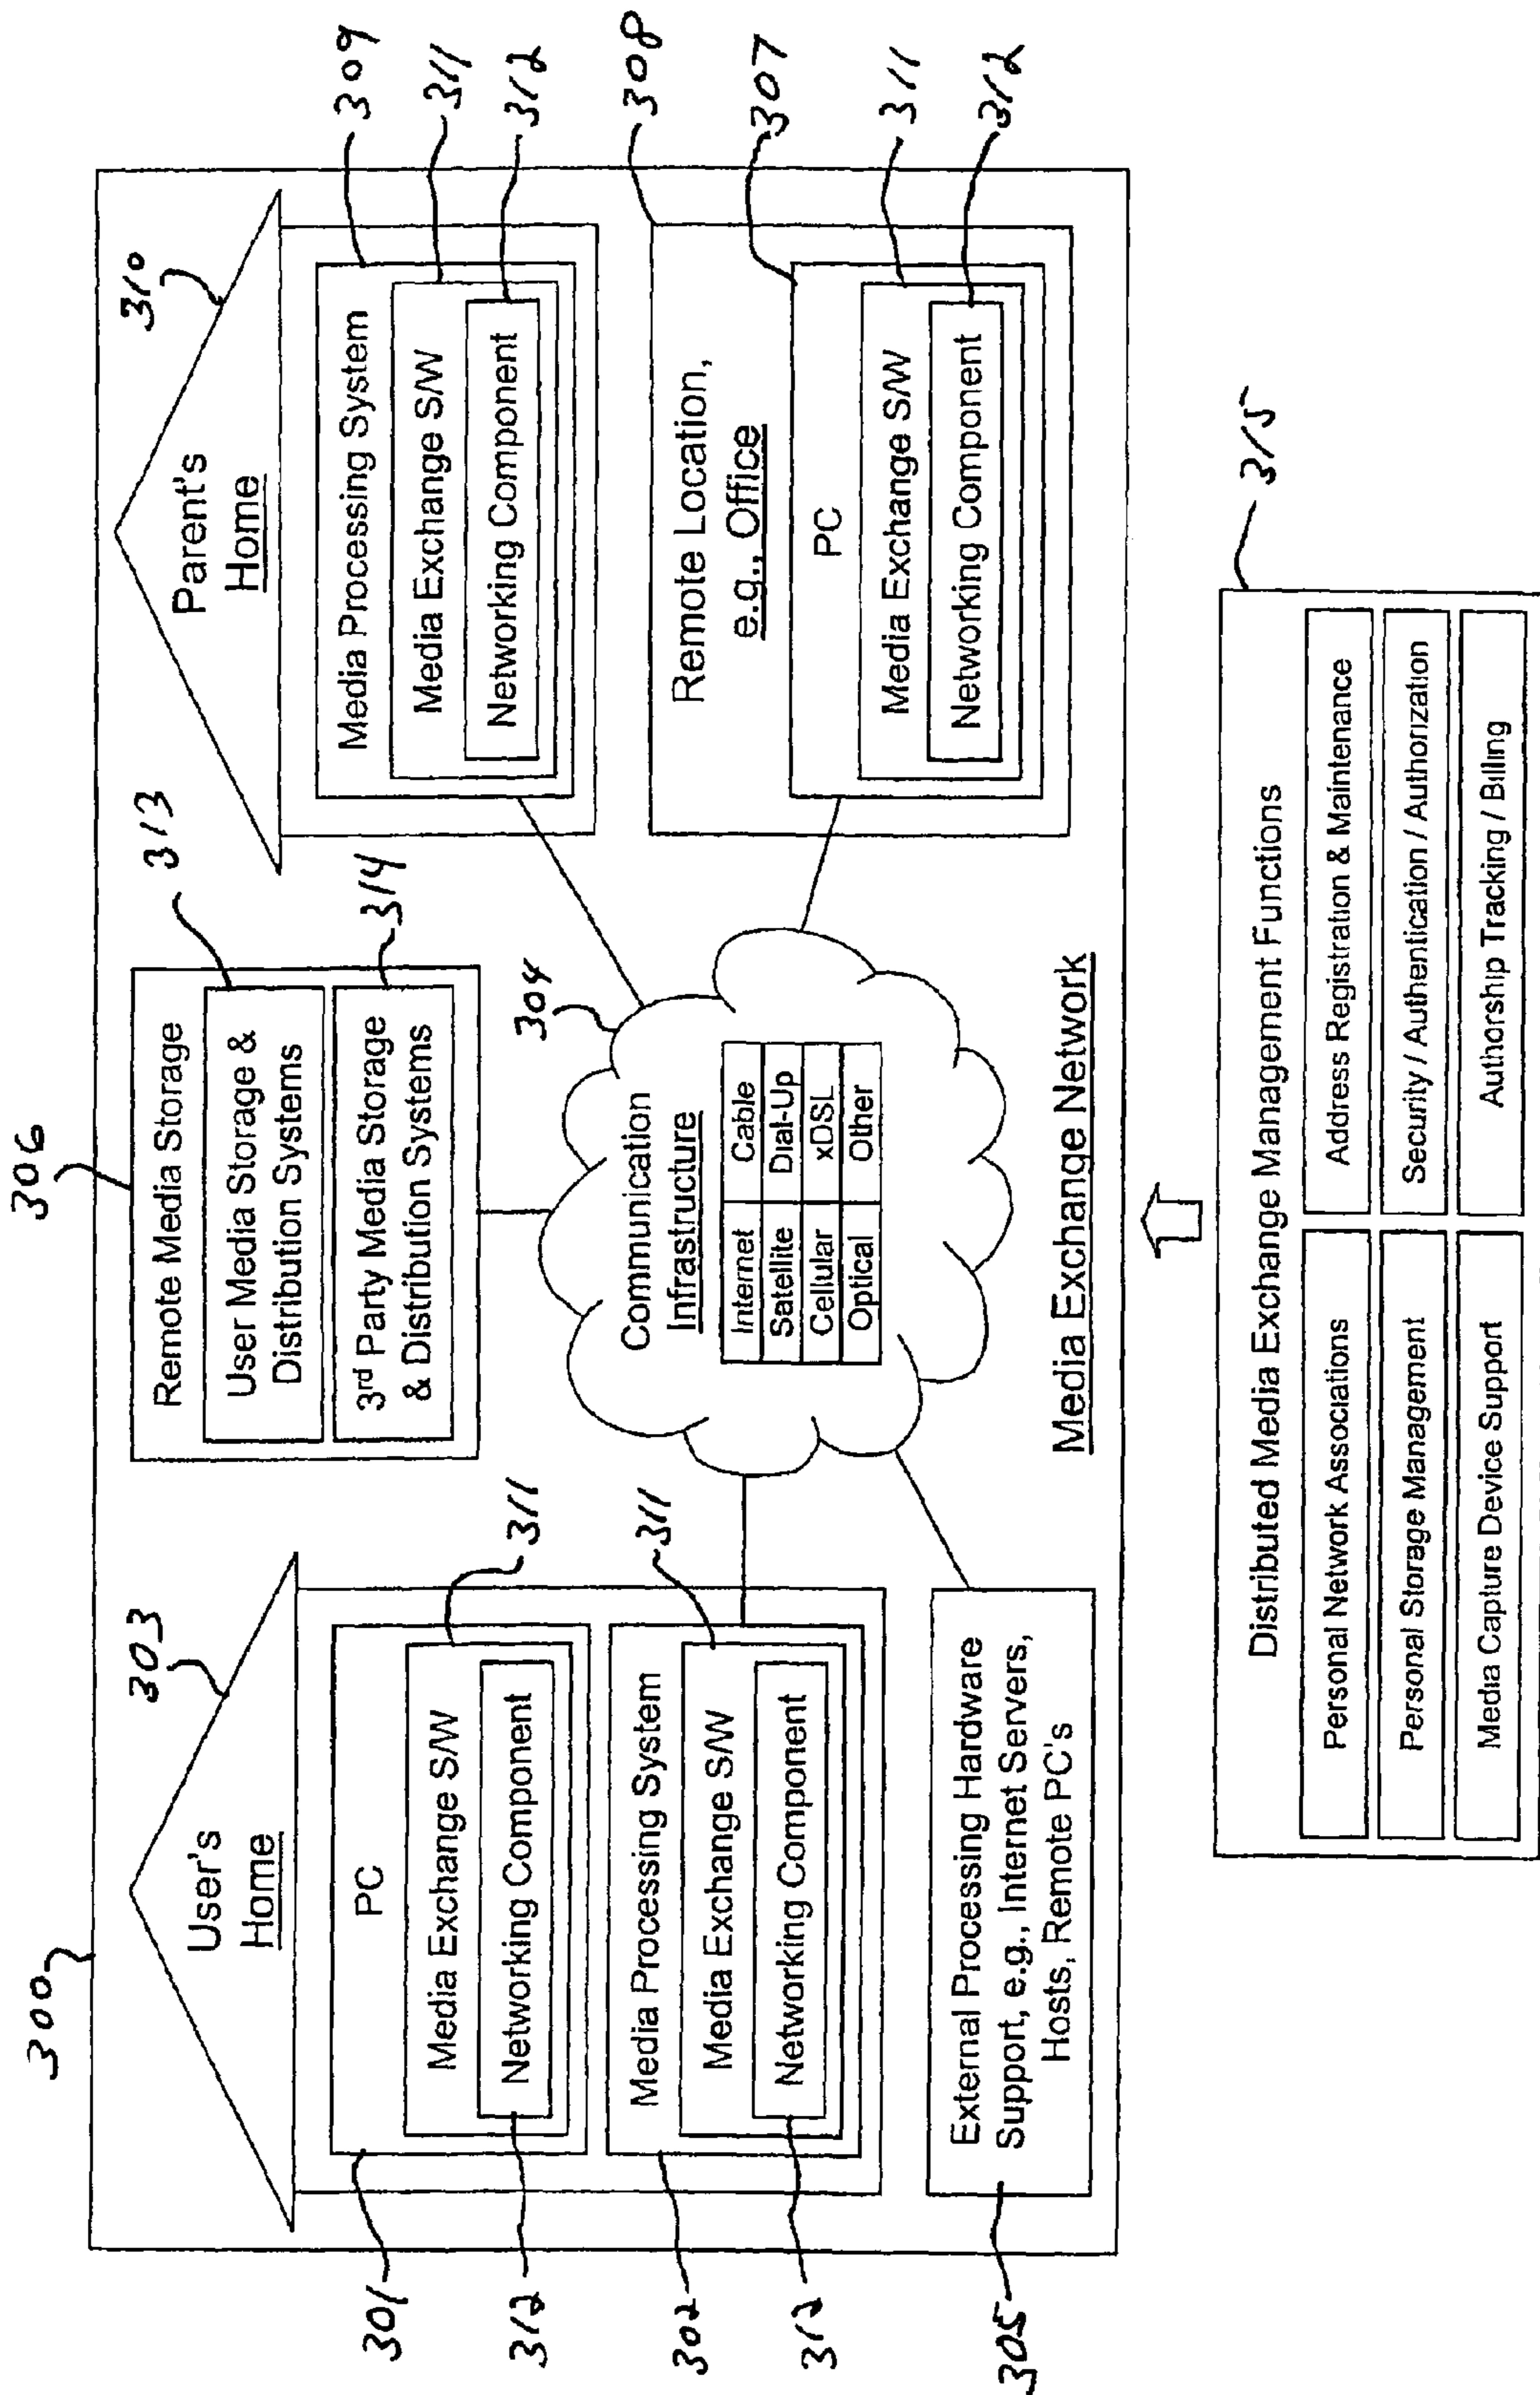 300
306
303
User's
Home
PC
Media Exchange S/W
Networking Component
311
Media Processing System
Media Exchange S/W
Networking Component
311
301
312
302
312
External Processing Hardware
Support, e.g., Internet Servers,
Hosts, Remote PC's
305
Remote Media Storage
User Media Storage &
Distribution Systems
313
3rd Party Media Storage
& Distribution Systems
314
304
Communication
Infrastructure
Internet Cable
Satellite Dial-Up
Cellular xDSL
Optical Other
Media Exchange Network
310
Parent's
Home
Media Processing System
Media Exchange S/W
Networking Component
309
311
312
308
Remote Location,
e.g., Office
PC
Media Exchange S/W
Networking Component
307
311
312
315
Distributed Media Exchange Management Functions
Personal Network Associations
Address Registration & Maintenance
Personal Storage Management
Security / Authentication / Authorization
Media Capture Device Support
Authorship Tracking / Billing